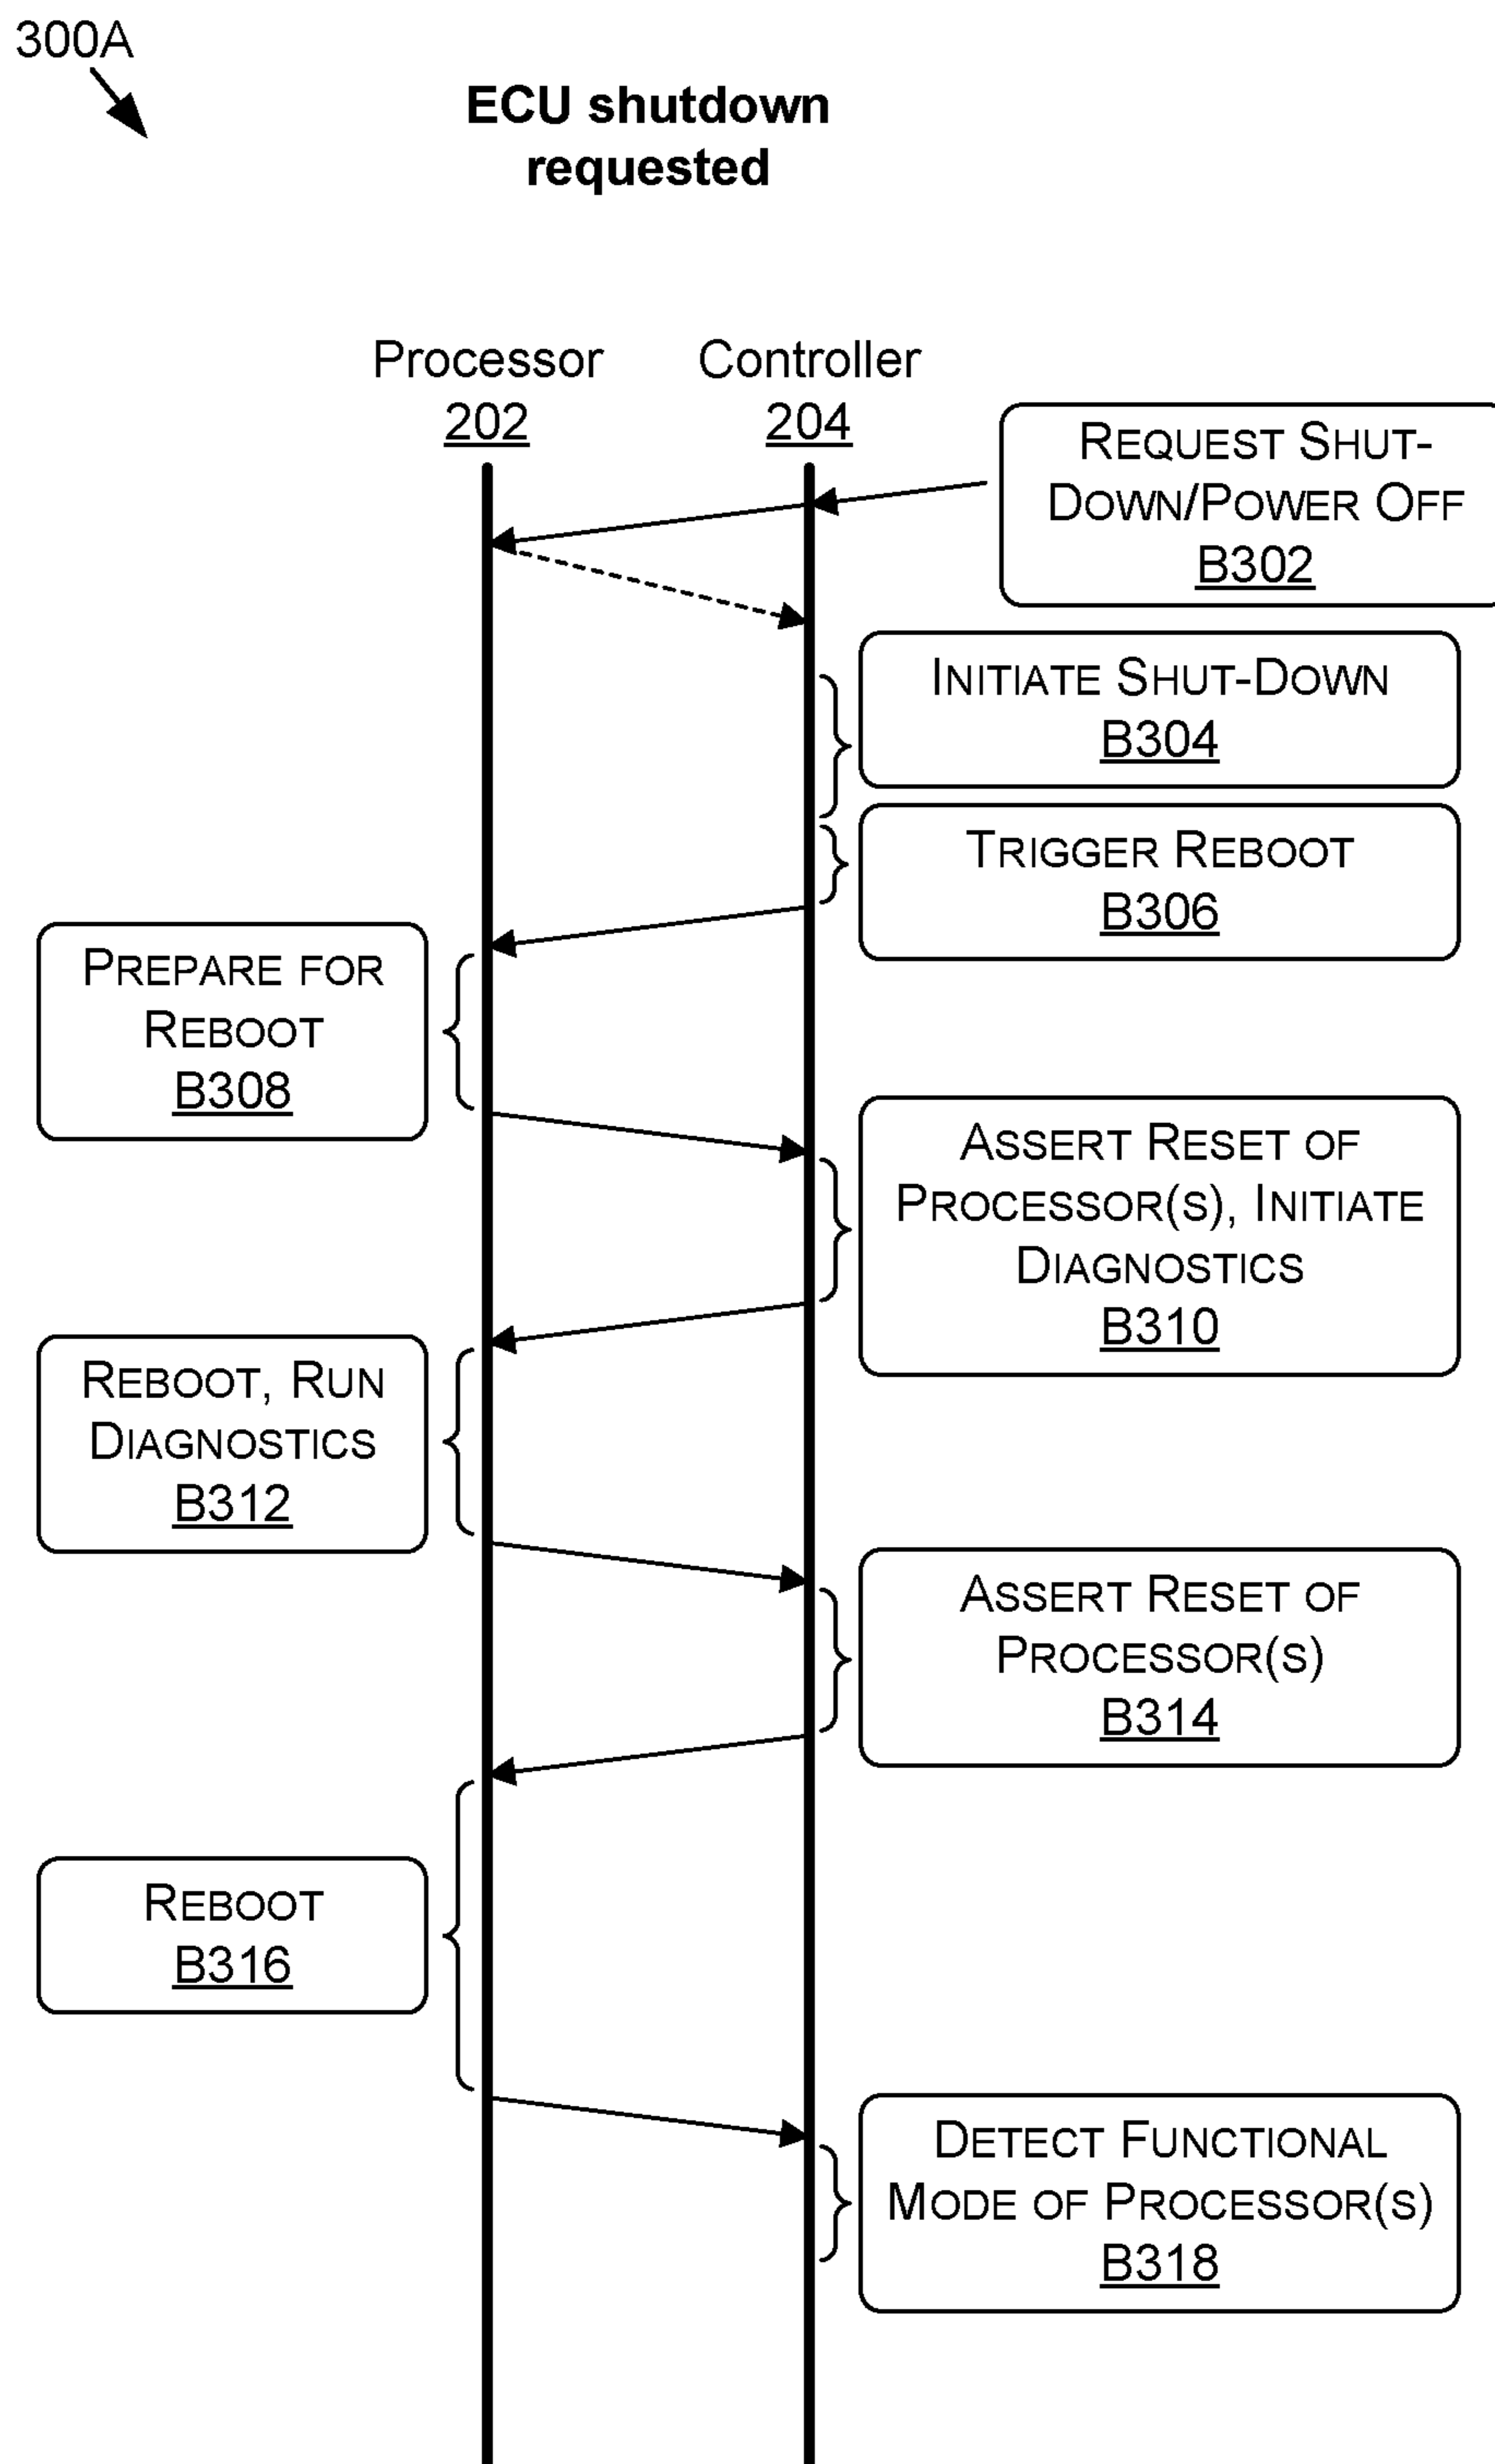 300A
ECU shutdown
requested
Processor
202
Controller
204
REQUEST SHUT-
DOWN/POWER OFF
B302
INITIATE SHUT-DOWN
B304
TRIGGER REBOOT
B306
PREPARE FOR
REBOOT
B308
ASSERT RESET OF
PROCESSOR(S), INITIATE
DIAGNOSTICS
B310
REBOOT, RUN
DIAGNOSTICS
B312
ASSERT RESET OF
PROCESSOR(S)
B314
REBOOT
B316
DETECT FUNCTIONAL
MODE OF PROCESSOR(S)
B318